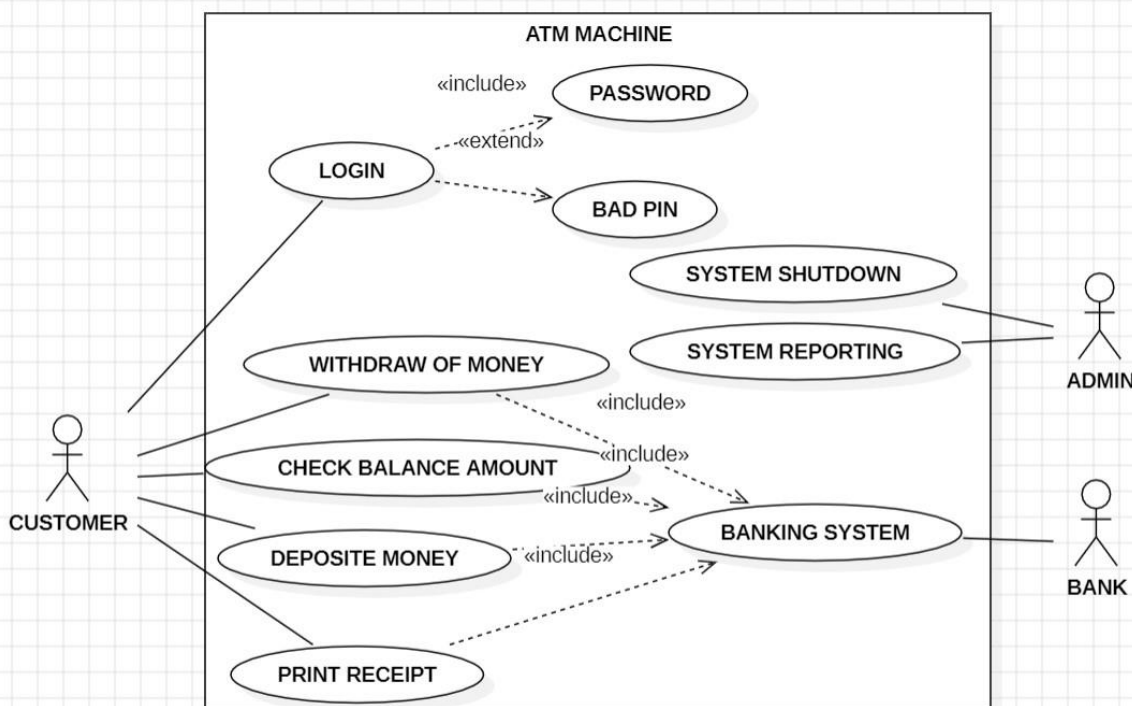 ATM MACHINE
«include»
PASSWORD
«extend»
LOGIN
BAD PIN
SYSTEM SHUTDOWN
SYSTEM REPORTING
WITHDRAW OF MONEY
ADMIN
«include»
«include»
CHECK BALANCE AMOUNT
«include»
CUSTOMER
BANKING SYSTEM
DEPOSITE MONEY
«include»
BANK
PRINT RECEIPT